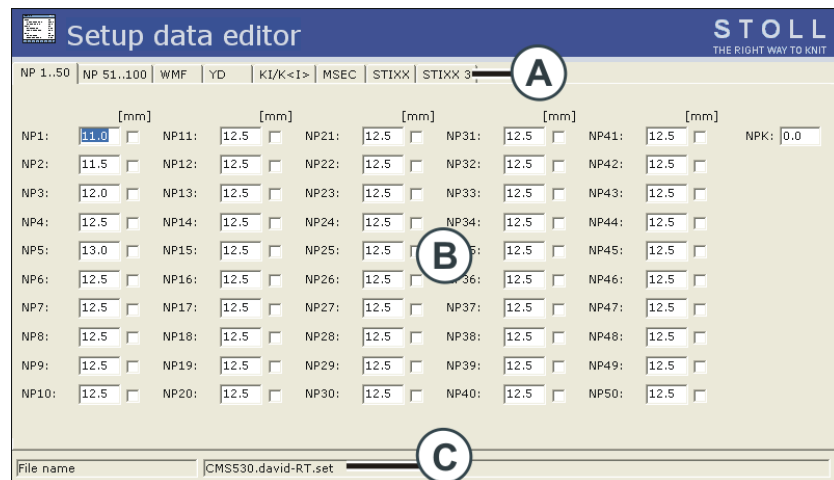 Setup data editor
STOLL
THE RIGHT WAY TO KNIT
NP 1..50 NP 51..100 WMF YD KI/K<I> MSEC STIXX STIXX 3 A
[mm] [mm] [mm] [mm] [mm]
NP1: 11.0 NP11: 12.5 NP21: 12.5 NP31: 12.5 NP41: 12.5 NPK: 0.0
NP2: 11.5 NP12: 12.5 NP22: 12.5 NP32: 12.5 NP42: 12.5
NP3: 12.0 NP13: 12.5 NP23: 12.5 NP33: 12.5 NP43: 12.5
NP4: 12.5 NP14: 12.5 NP24: 12.5 NP34: 12.5 NP44: 12.5
NP5: 13.0 NP15: 12.5 NP25: 12.5 B 5: 12.5 NP45: 12.5
NP6: 12.5 NP16: 12.5 NP26: 12.5 NP36: 12.5 NP46: 12.5
NP7: 12.5 NP17: 12.5 NP27: 12.5 NP37: 12.5 NP47: 12.5
NP8: 12.5 NP18: 12.5 NP28: 12.5 NP38: 12.5 NP48: 12.5
NP9: 12.5 NP19: 12.5 NP29: 12.5 NP39: 12.5 NP49: 12.5
NP10: 12.5 NP20: 12.5 NP30: 12.5 NP40: 12.5 NP50: 12.5
File name CMS530.david-RT.set C